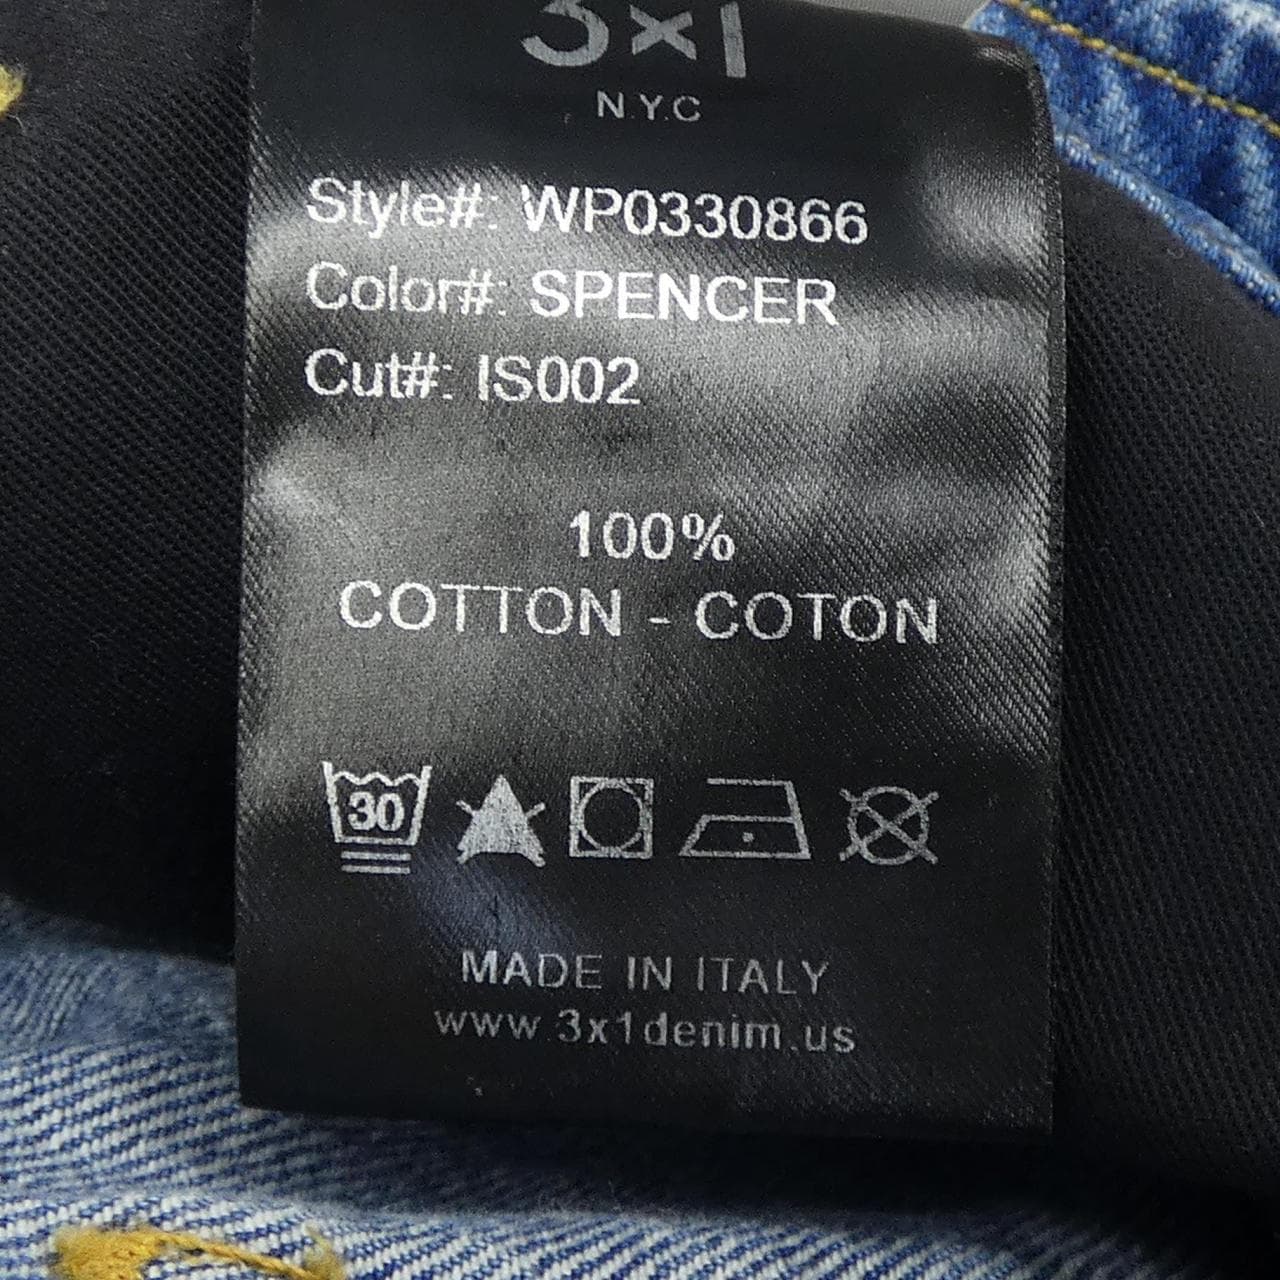 3x1
N.Y.C
Style#: WP0330866
Color#: SPENCER
Cut#: IS002
100%
COTTON - COTON
30
MADE IN ITALY
www.3x1denim.us